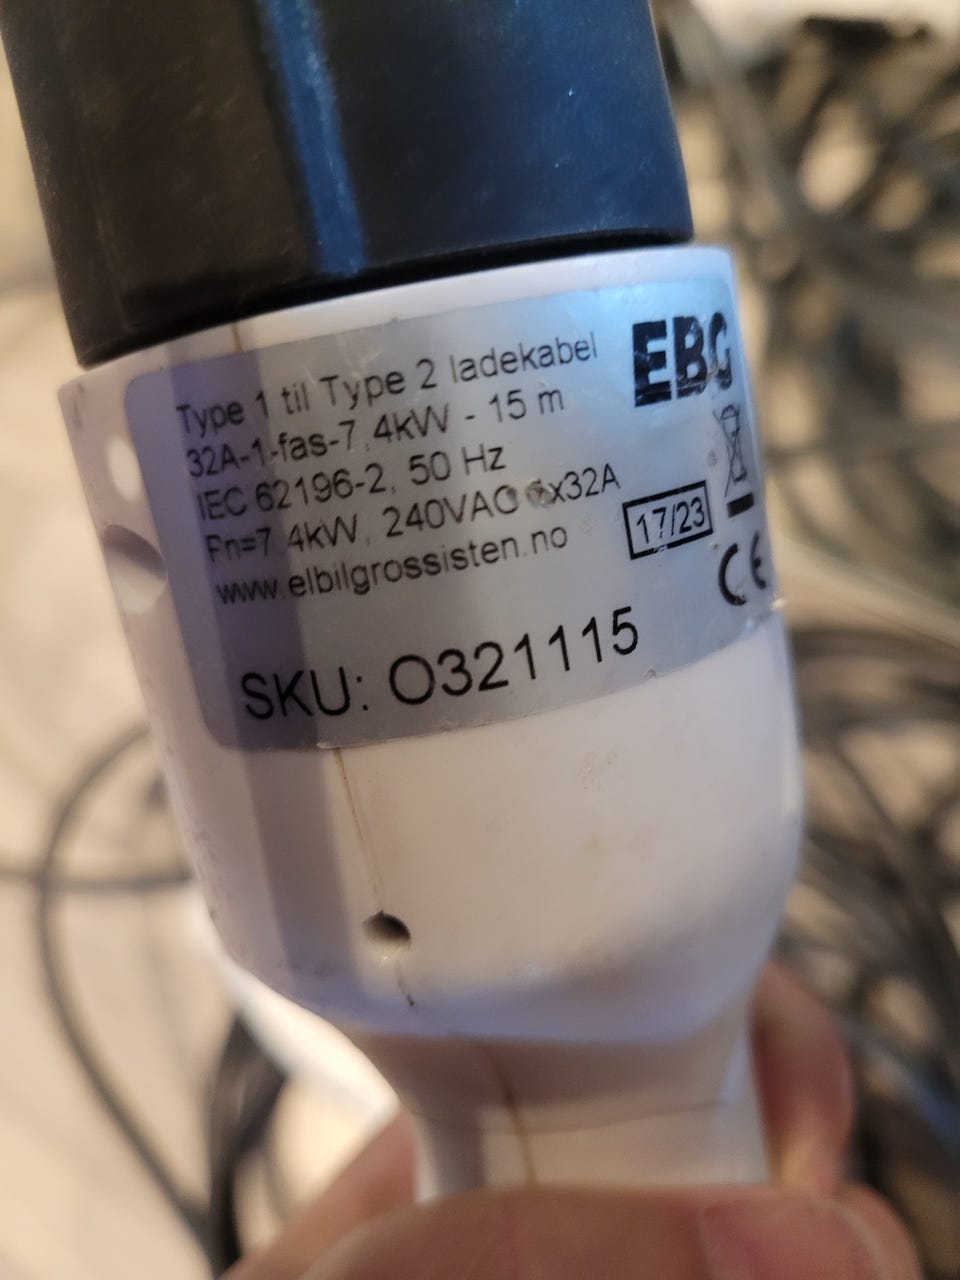 Type 1 til Type 2 ladekabel
32A-1-fas-7,4kW - 15 m
IEC 62196-2, 50 Hz
Pn=7,4kW, 240VAC 1x32A
www.elbilgrossisten.no
SKU: O321115
EBG
17/23
CE